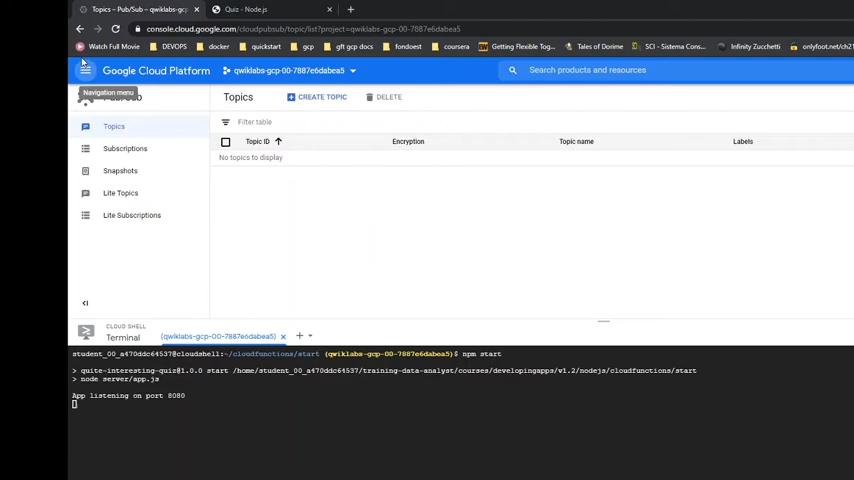 Topics – Pub/Sub – qwiklabs-gcp
Quiz - Node.js
console.cloud.google.com/cloudpubsub/topic/list?project=qwiklabs-gcp-00-7887e6dabea5
Watch Full Movie DEVOPS docker quickstart gcp gft gcp docs fondoest coursera Getting Flexible Tog... Tales of Dorime SCI - Sistema Cons... Infinity Zucchetti onlyfoot.net/ch21
Google Cloud Platform qwiklabs-gcp-00-7887e6dabea5 Search products and resources
Navigation menu
Topics CREATE TOPIC DELETE
Topics
Filter table
Subscriptions
Topic ID Encryption Topic name Labels
No topics to display
Snapshots
Lite Topics
Lite Subscriptions
CLOUD SHELL
Terminal (qwiklabs-gcp-00-7887e6dabea5)
student_00_a470ddc64537@cloudshell:~/cloudfunctions/start (qwiklabs-gcp-00-7887e6dabea5)$ npm start
> quite-interesting-quiz@1.0.0 start /home/student_00_a470ddc64537/training-data-analyst/courses/developingapps/v1.2/nodejs/cloudfunctions/start
> node server/app.js
App listening on port 8080